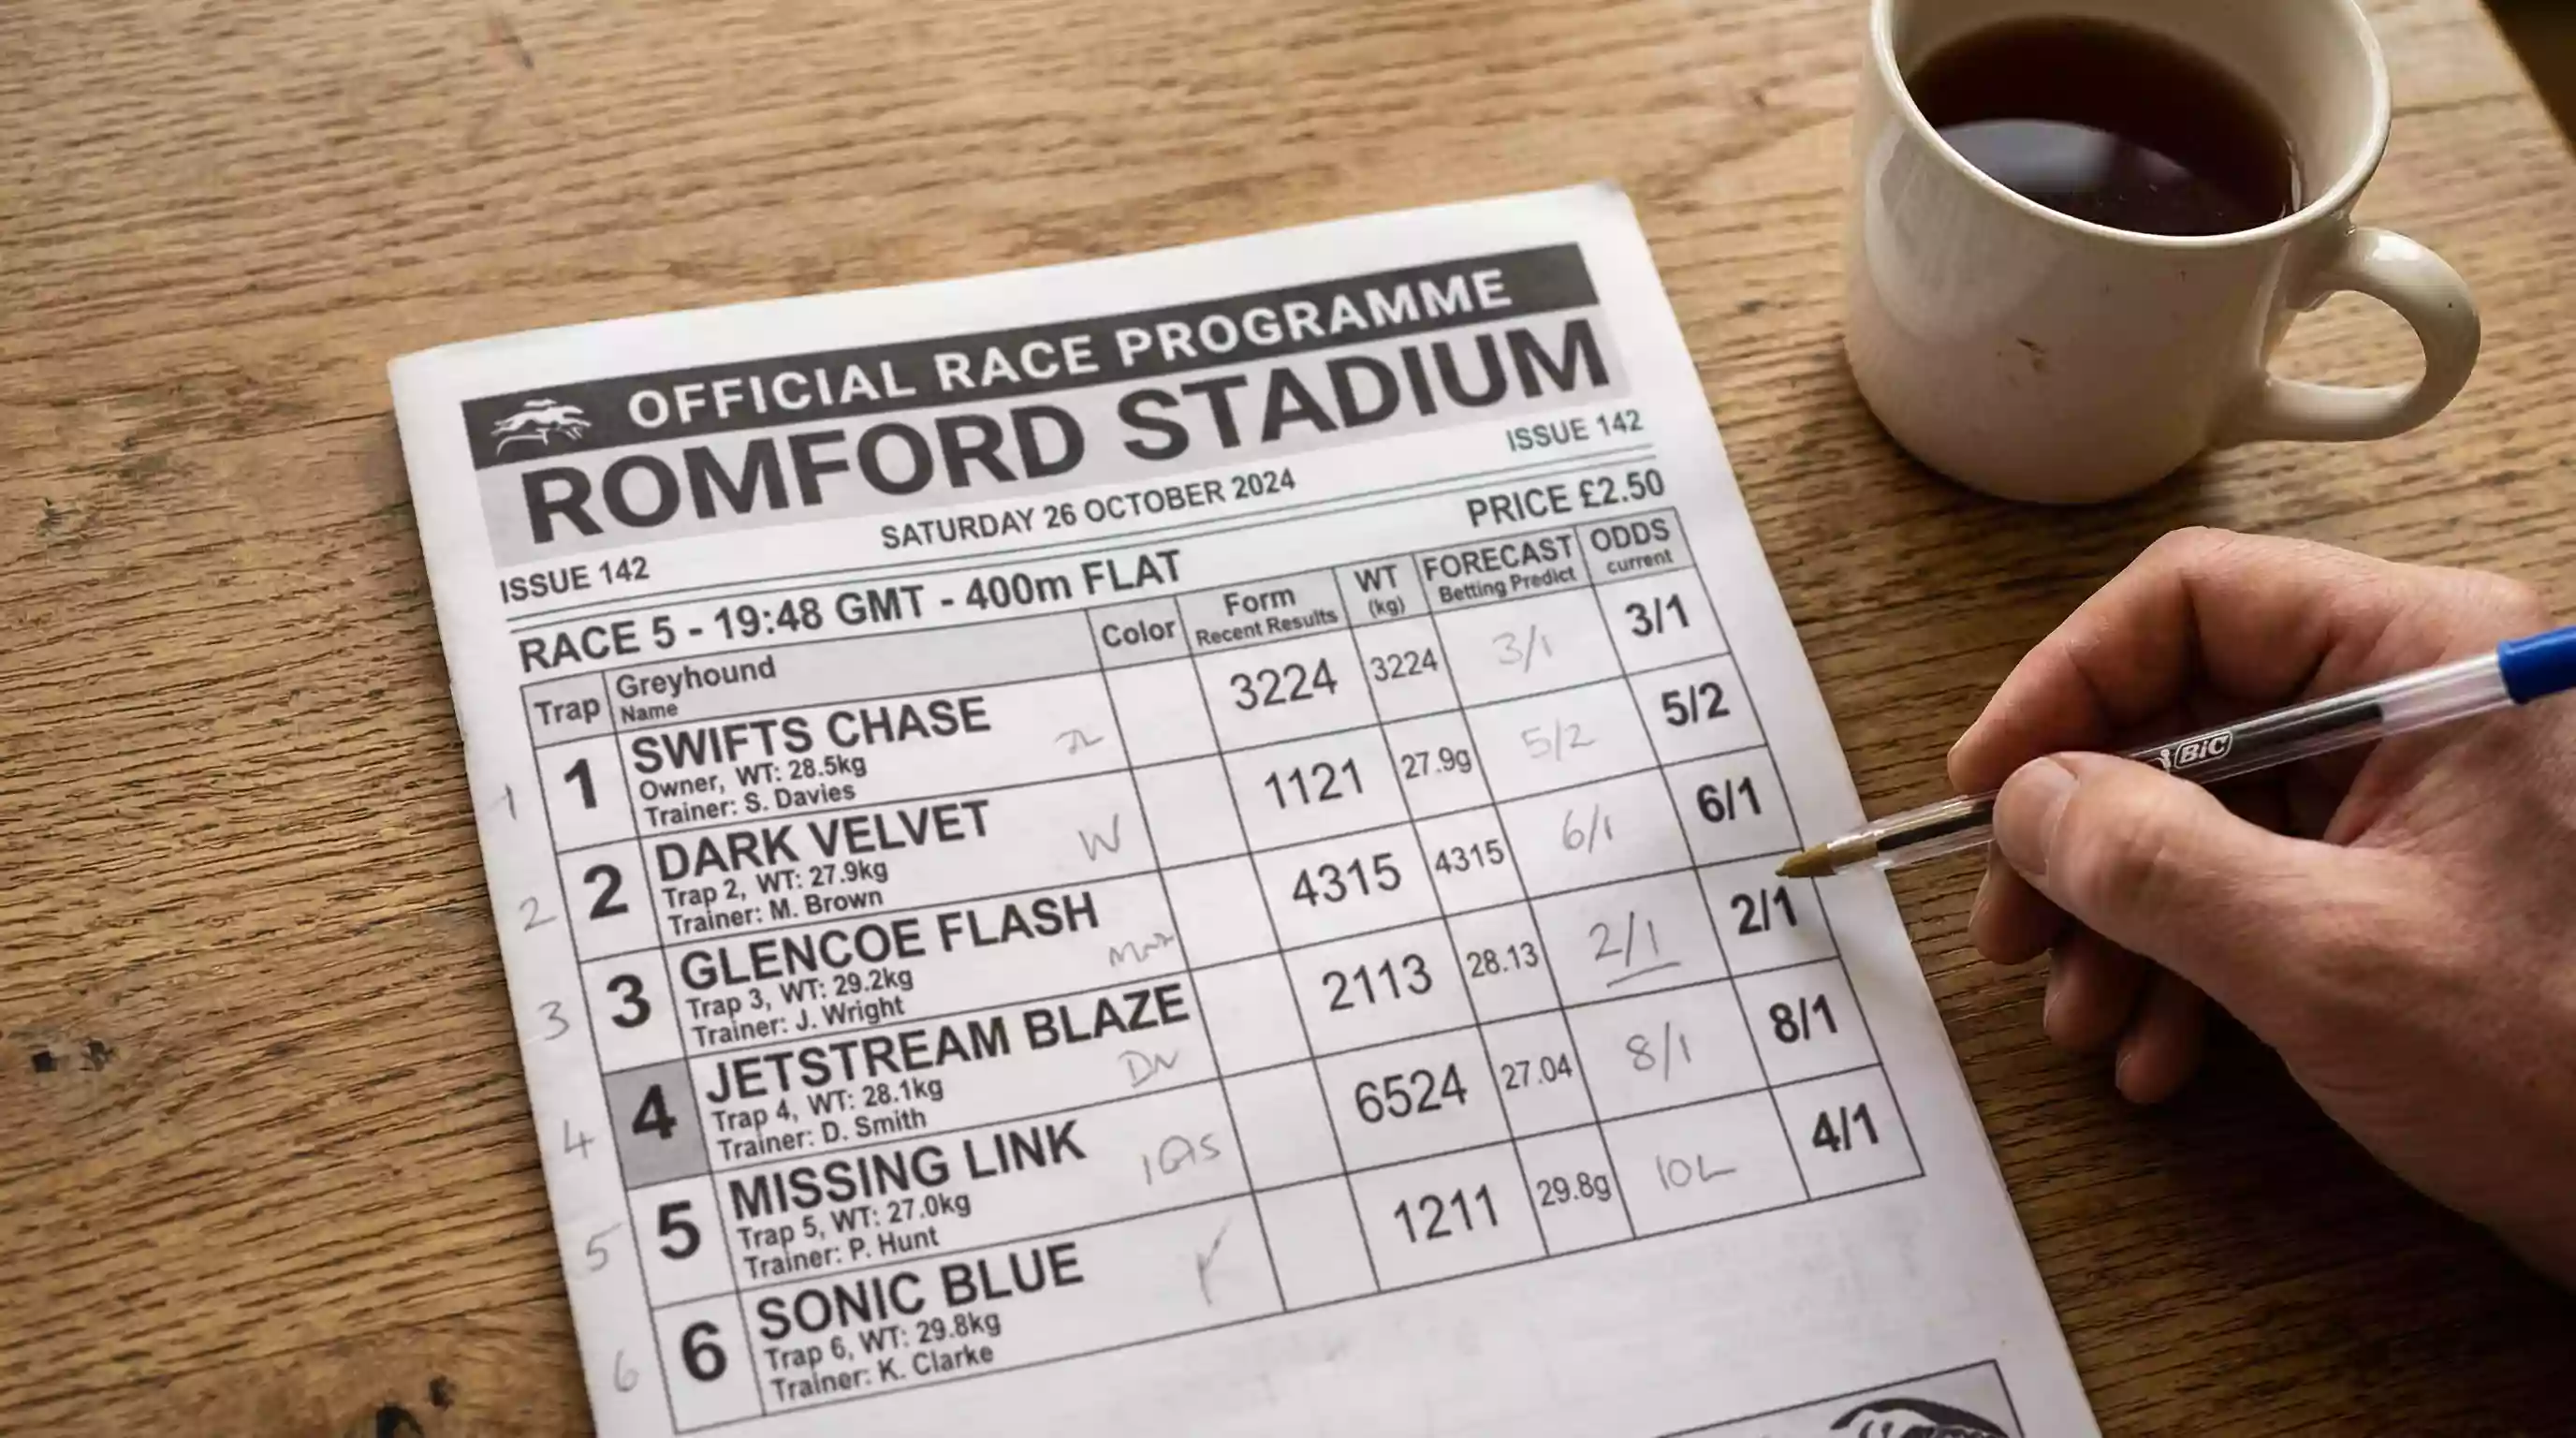 OFFICIAL RACE PROGRAMME
ROMFORD STADIUM
ISSUE 142
SATURDAY 26 OCTOBER 2024
ISSUE 142
PRICE £2.50
RACE 5 - 19:48 GMT - 400m FLAT
Trap Greyhound Color Form WT FORECAST ODDS
Name Recent Results (kg) Betting Predict current
1 1 SWIFTS CHASE 3224 3224 3/1 3/1
Owner, WT: 28.5kg
Trainer: S. Davies
2 2 DARK VELVET W 1121 27.9g 5/2 5/2
Trap 2, WT: 27.9kg
Trainer: M. Brown
3 3 GLENCOE FLASH 4315 4315 6/1 6/1
Trap 3, WT: 29.2kg
Trainer: J. Wright
4 4 JETSTREAM BLAZE 2113 28.13 2/1 2/1
Trap 4, WT: 28.1kg
Trainer: D. Smith
5 5 MISSING LINK 6524 27.04 8/1 8/1
Trap 5, WT: 27.0kg
Trainer: P. Hunt
6 6 SONIC BLUE 1211 29.8g 4/1
Trap 6, WT: 29.8kg
Trainer: K. Clarke
BIC